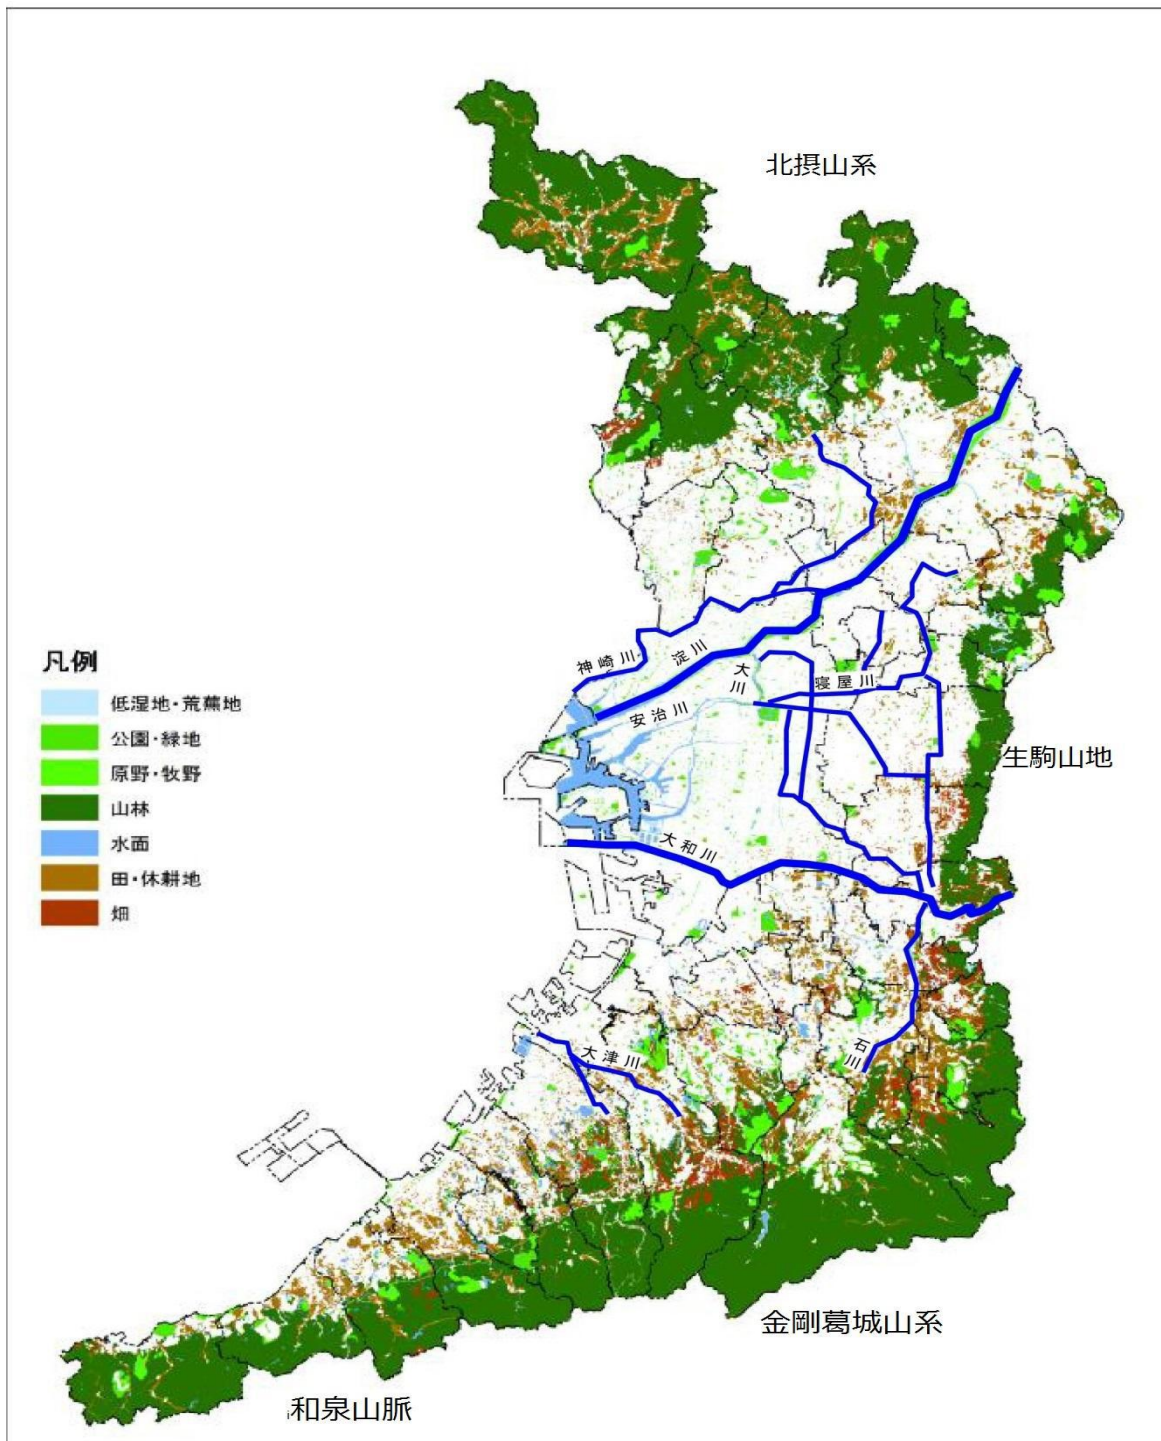 北摂山系
神崎川
淀川
大川
寝屋川
安治川
凡例
低湿地・荒蕪地
公園・緑地
原野・牧野
山林
水面
田・休耕地
畑
生駒山地
大和川
大津川
石川
金剛葛城山系
和泉山脈